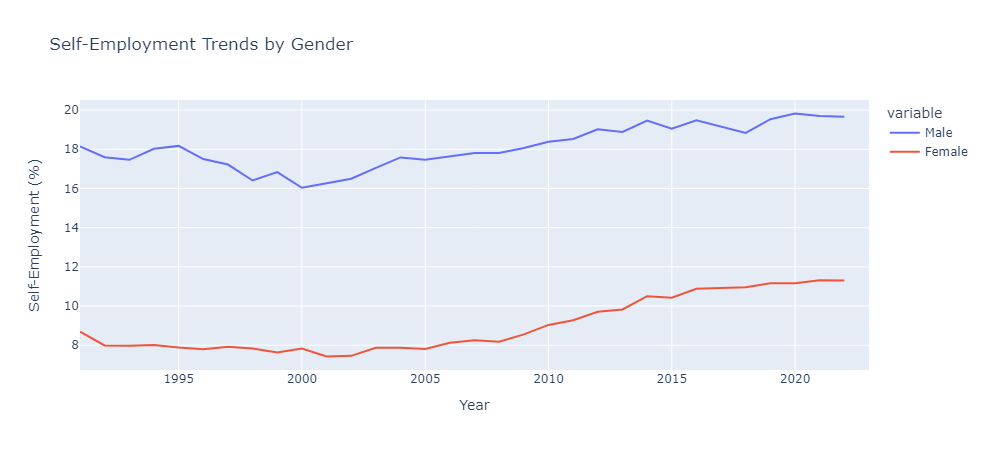 Self-Employment Trends by Gender
Self-Employment (%)
20
18
16
14
12
10
8
1995
2000
2005
2010
2015
2020
Year
variable
Male
Female